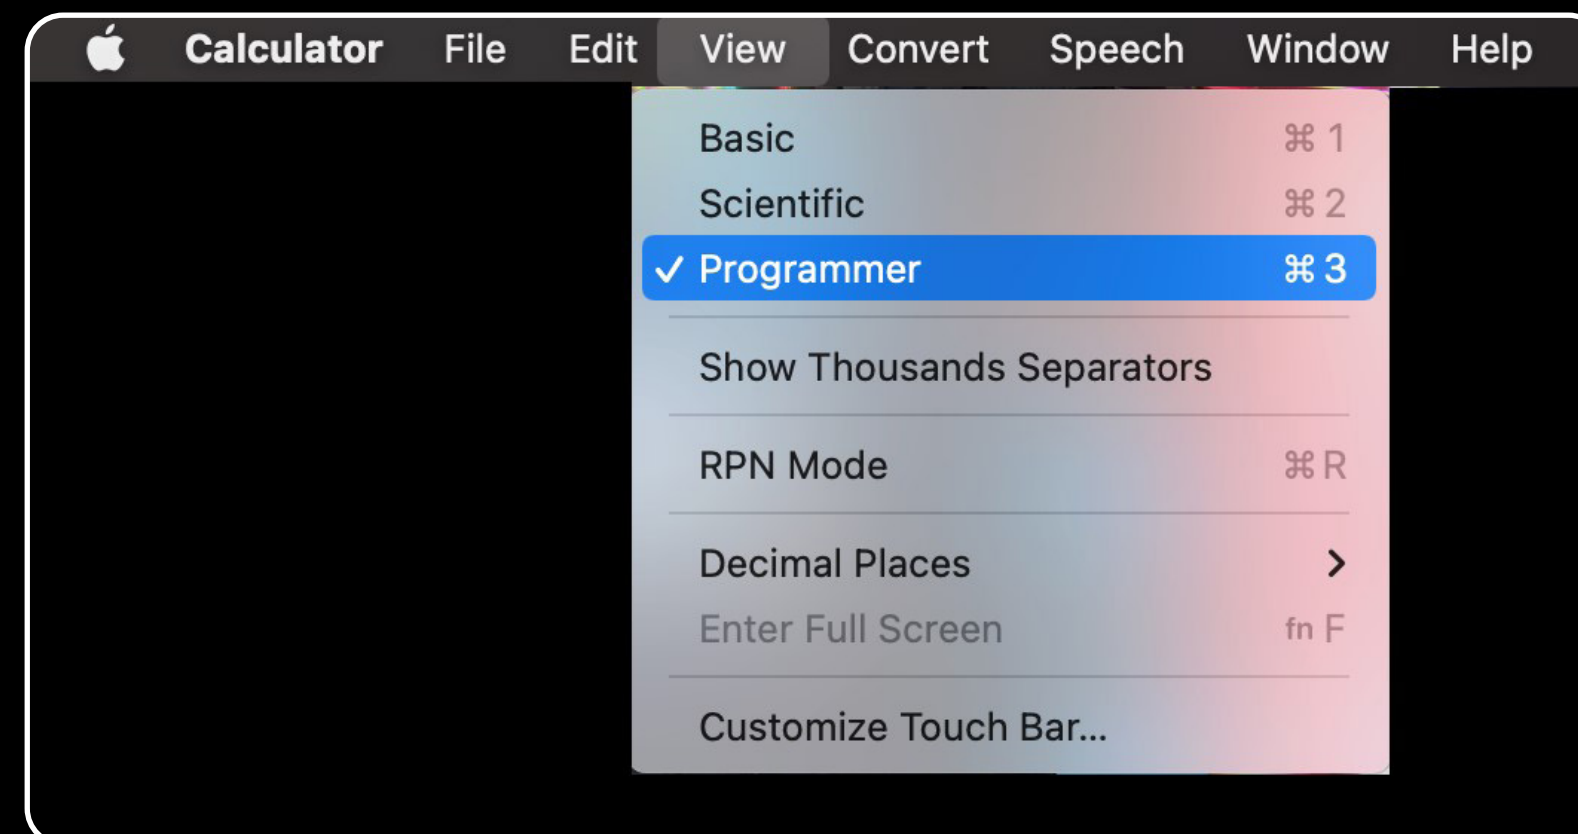 Calculator File Edit View Convert Speech Window Help
Basic ⌘ 1
Scientific ⌘ 2
✓ Programmer ⌘ 3
Show Thousands Separators
RPN Mode ⌘ R
Decimal Places >
Enter Full Screen fn F
Customize Touch Bar...